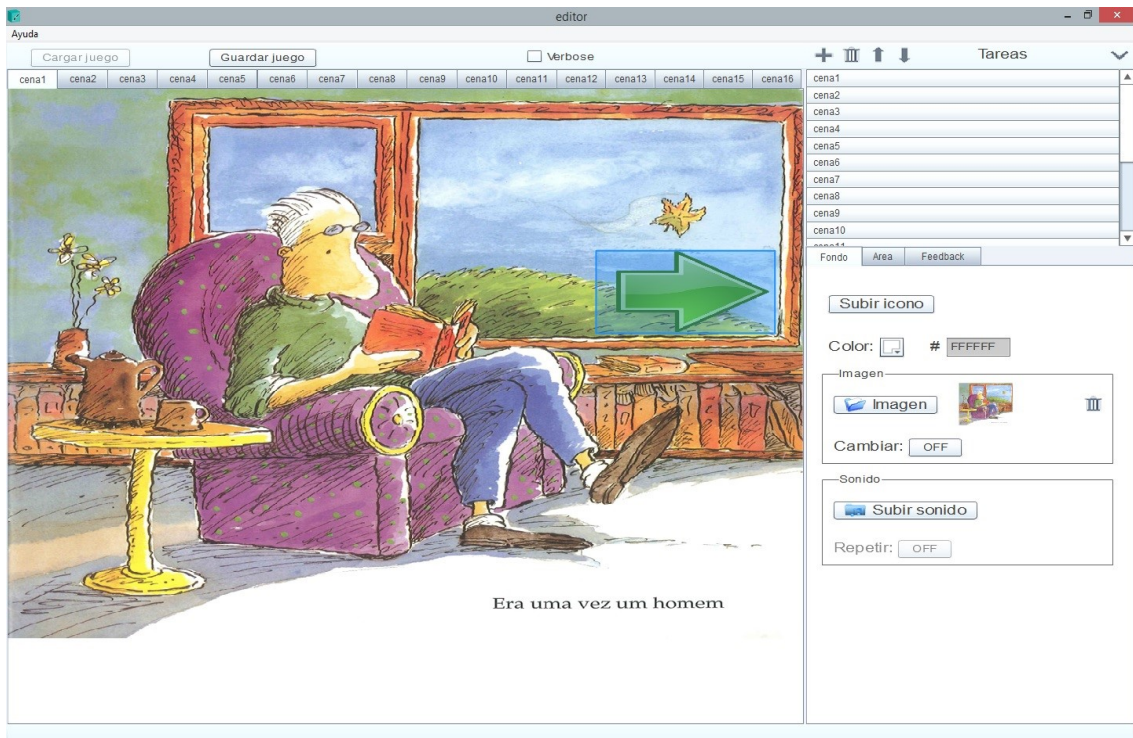 editor
Ayuda
Cargar juego Guardar juego Verbose Tareas
cena1 cena2 cena3 cena4 cena5 cena6 cena7 cena8 cena9 cena10 cena11 cena12 cena13 cena14 cena15 cena16
cena1
cena2
cena3
cena4
cena5
cena6
cena7
cena8
cena9
cena10
cena11
Fondo Area Feedback
Subir icono
Color: # FFFFFF
Imagen
Imagen
Cambiar: OFF
Sonido
Subir sonido
Repetir: OFF
Era uma vez um homem